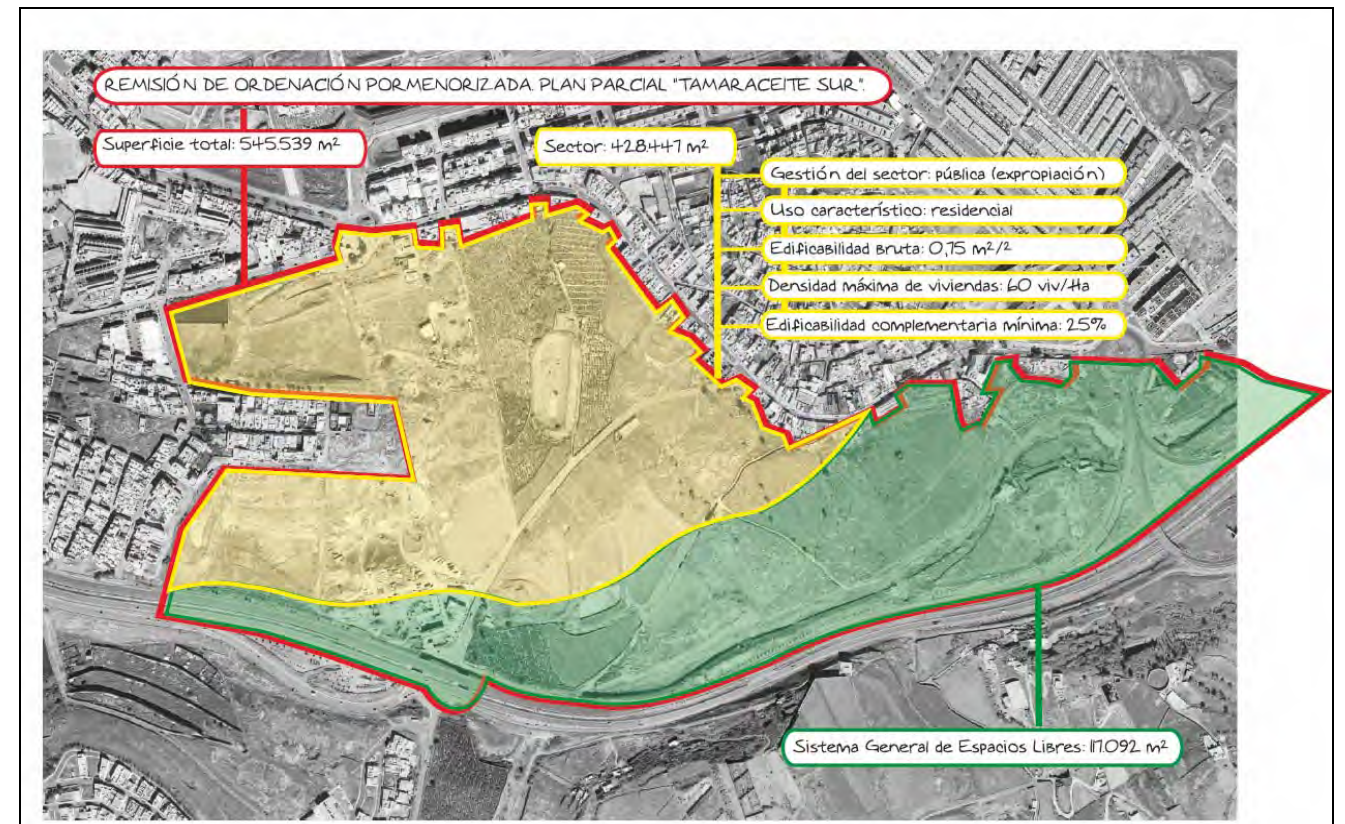 REMISIÓN DE ORDENACIÓN PORMENORIZADA. PLAN PARCIAL "TAMARACEITE SUR".
Superficie total: 545.539 m²
Sector: 428.447 m²
Gestión del sector: pública (expropiación)
Uso característico: residencial
Edificabilidad bruta: 0,75 m²/²
Densidad máxima de viviendas: 60 viv/Ha
Edificabilidad complementaria mínima: 25%
Sistema General de Espacios Libres: 117.092 m²